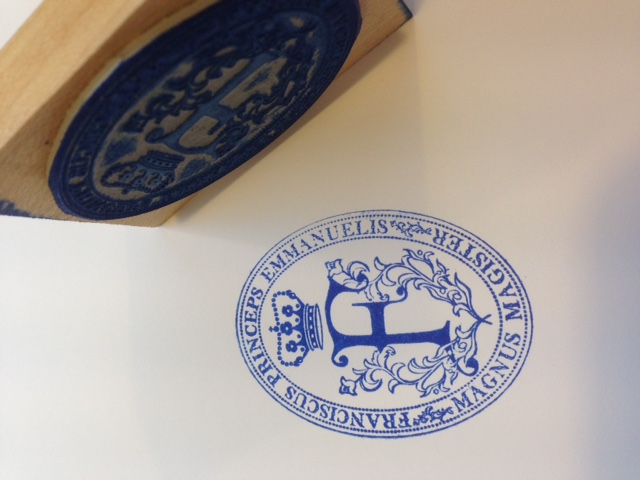 FRANCISCUS PRINCEPS EMMANUELIS
F
MAGNUS MAGISTER